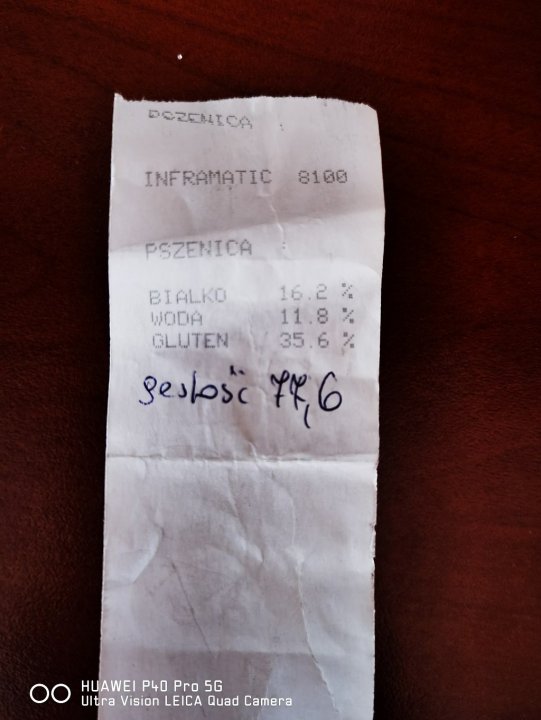 PSZENICA
INFRAMATIC 8100
PSZENICA
BIALKO 16.2 %
WODA 11.8 %
GLUTEN 35.6 %
gęstość 77,6
HUAWEI P40 Pro 5G
Ultra Vision LEICA Quad Camera